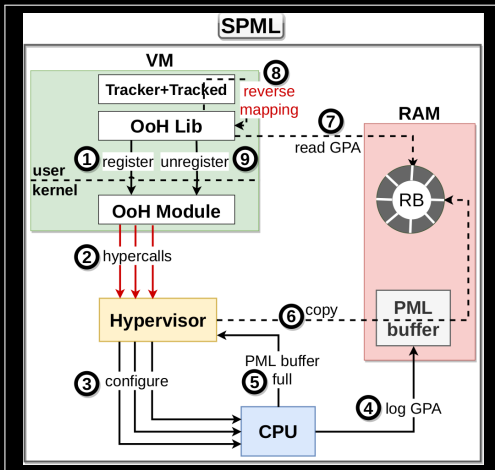 SPML
VM
Tracker+Tracked
8
reverse
mapping
OoH Lib
7
RAM
read GPA
1
register
unregister
9
user
kernel
RB
OoH Module
2
hypercalls
Hypervisor
6
copy
PML
buffer
PML buffer
full
5
3
configure
4
log GPA
CPU